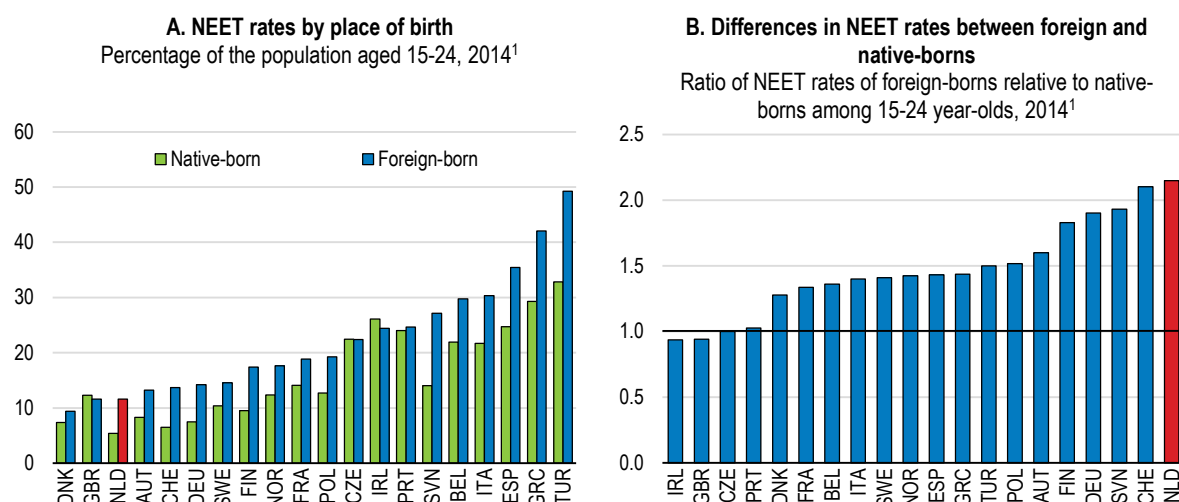 A. NEET rates by place of birth
Percentage of the population aged 15-24, 2014¹
60
50
40
30
20
10
0
Native-born
Foreign-born
DNK
GBR
NLD
AUT
CHE
DEU
SWE
FIN
NOR
FRA
POL
CZE
IRL
PRT
SVN
BEL
ITA
ESP
GRC
TUR
B. Differences in NEET rates between foreign and
native-borns
Ratio of NEET rates of foreign-borns relative to native-
borns among 15-24 year-olds, 2014¹
2.5
2.0
1.5
1.0
0.5
0.0
IRL
GBR
CZE
PRT
DNK
FRA
BEL
ITA
SWE
NOR
ESP
GRC
TUR
POL
AUT
FIN
DEU
SVN
CHE
NLD